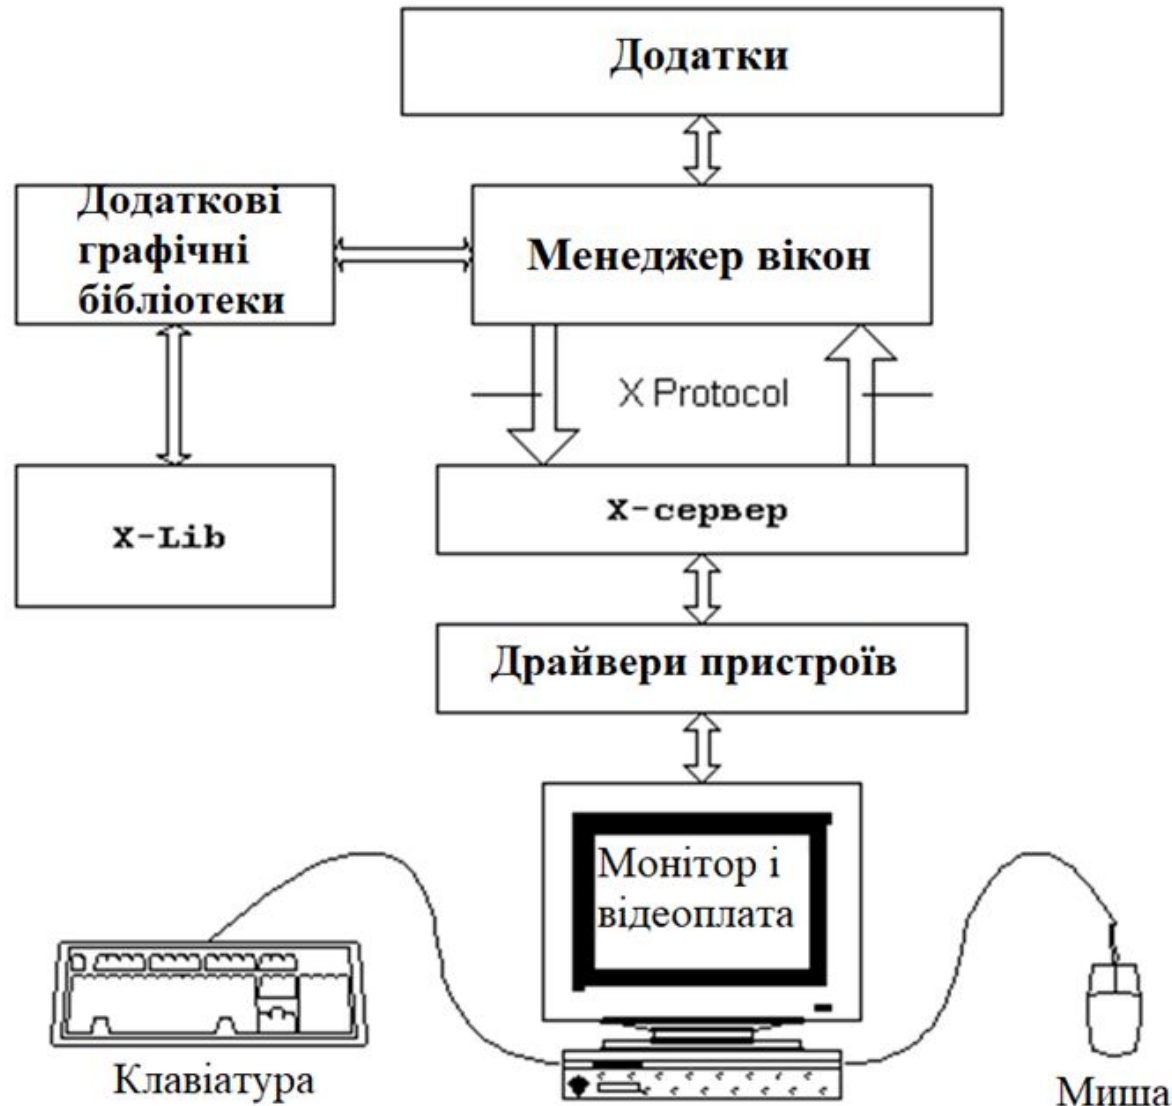 Додатки
Додаткові
графічні
бібліотеки
Менеджер вікон
X Protocol
X-Lib
X-сервер
Драйвери пристроїв
Монітор і
відеоплата
Клавіатура
Миша